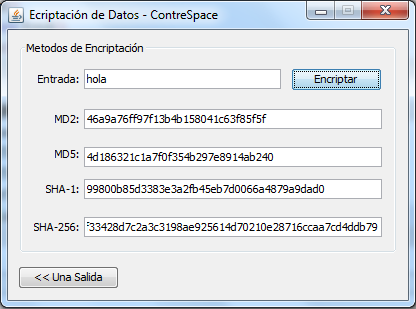 Ecriptación de Datos - ContreSpace
Metodos de Encriptación
Entrada: hola Encriptar
MD2: 46a9a76ff97f13b4b158041c63f85f5f
MD5: 4d186321c1a7f0f354b297e8914ab240
SHA-1: 99800b85d3383e3a2fb45eb7d0066a4879a9dad0
SHA-256: f33428d7c2a3c3198ae925614d70210e28716ccaa7cd4ddb79
<< Una Salida